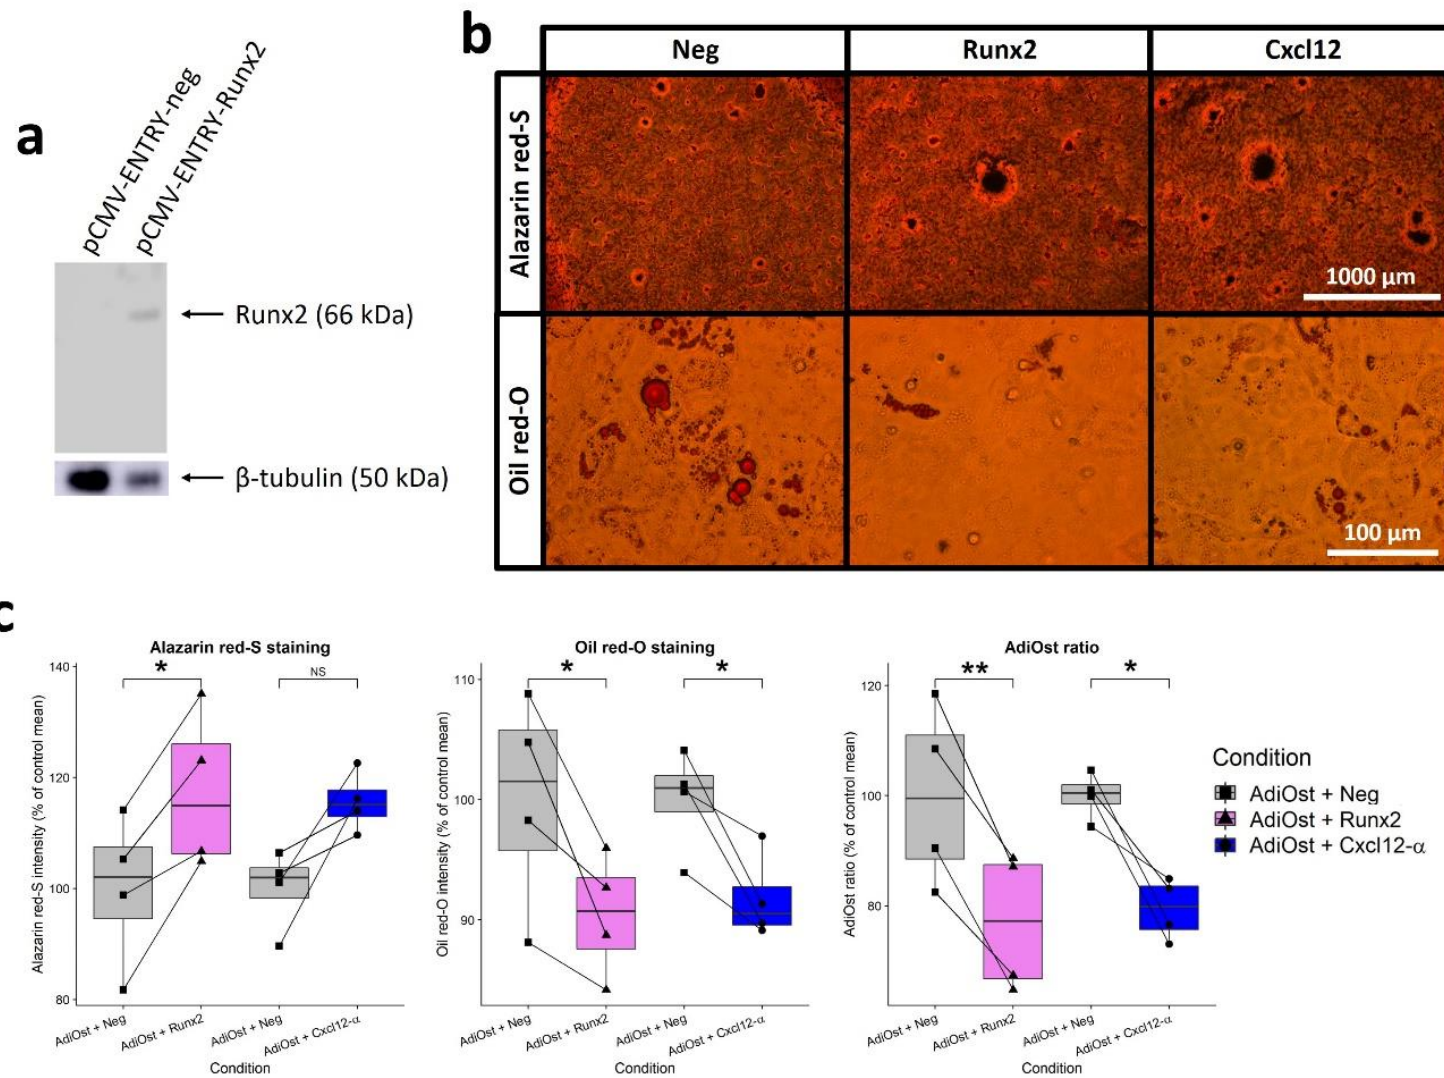 a
pCMV-ENTRY-neg
pCMV-ENTRY-Runx2
Runx2 (66 kDa)
β-tubulin (50 kDa)
b
Neg
Runx2
Cxcl12
Alazarin red-S
1000 µm
Oil red-O
100 µm
c
Alazarin red-S staining
Alazarin red-S intensity (% of control mean)
140
120
100
80
*
NS
AdiOst + Neg
AdiOst + Runx2
AdiOst + Neg
AdiOst + Cxcl12-α
Condition
Oil red-O staining
Oil red-O intensity (% of control mean)
110
100
90
*
*
AdiOst + Neg
AdiOst + Runx2
AdiOst + Neg
AdiOst + Cxcl12-α
Condition
AdiOst ratio
AdiOst ratio (% of control mean)
120
100
80
**
*
AdiOst + Neg
AdiOst + Runx2
AdiOst + Neg
AdiOst + Cxcl12-α
Condition
Condition
AdiOst + Neg
AdiOst + Runx2
AdiOst + Cxcl12-α